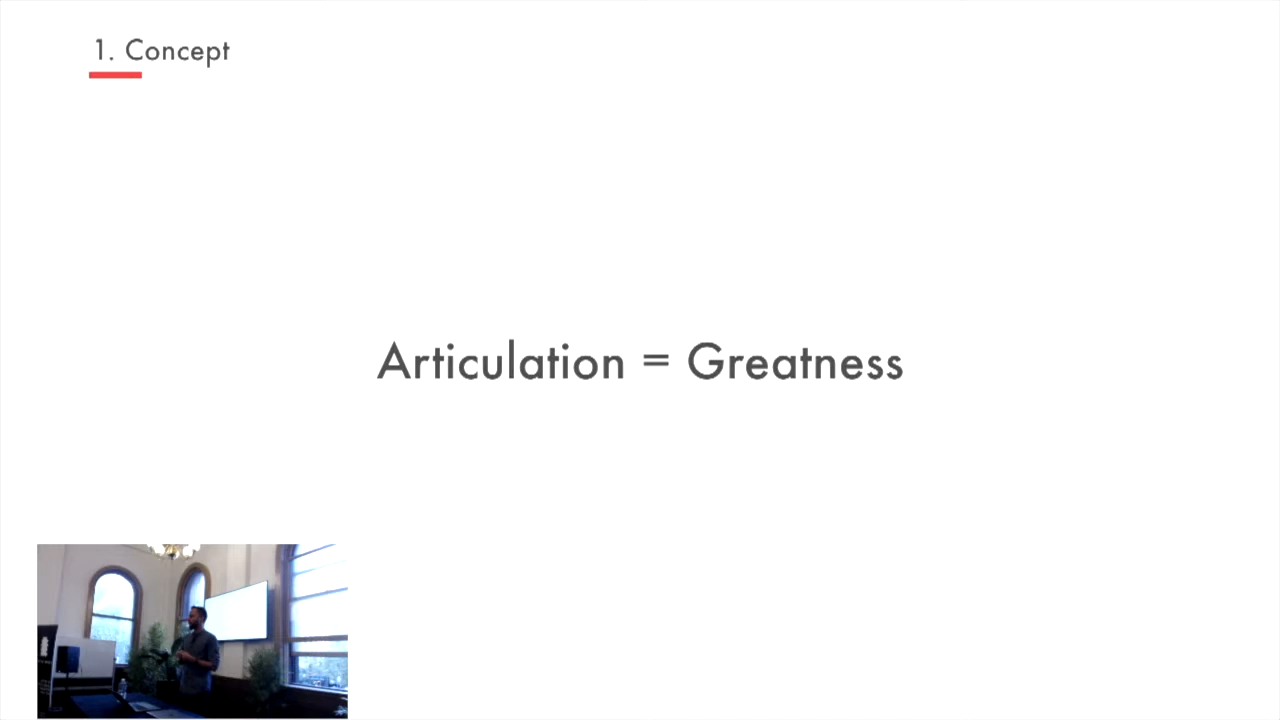 1. Concept
Articulation = Greatness